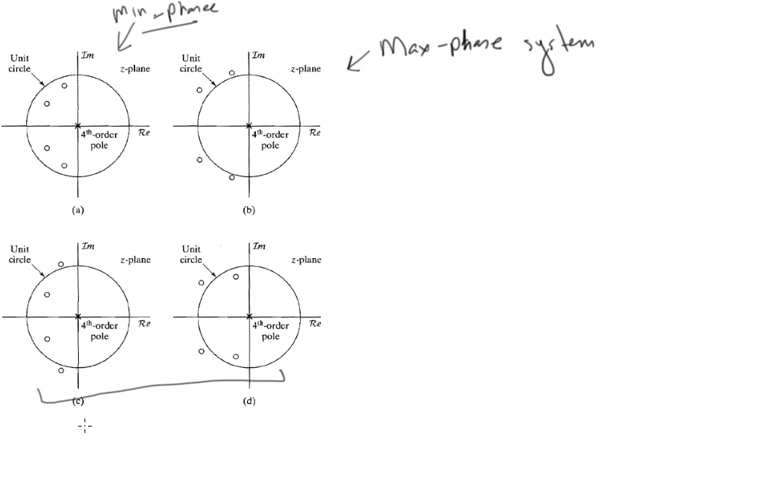 Min-phase
Max-phase system
Unit
circle
Im
z-plane
4th-order
pole
Re
(a)
Unit
circle
Im
z-plane
4th-order
pole
Re
(b)
Unit
circle
Im
z-plane
4th-order
pole
Re
(c)
Unit
circle
Im
z-plane
4th-order
pole
Re
(d)